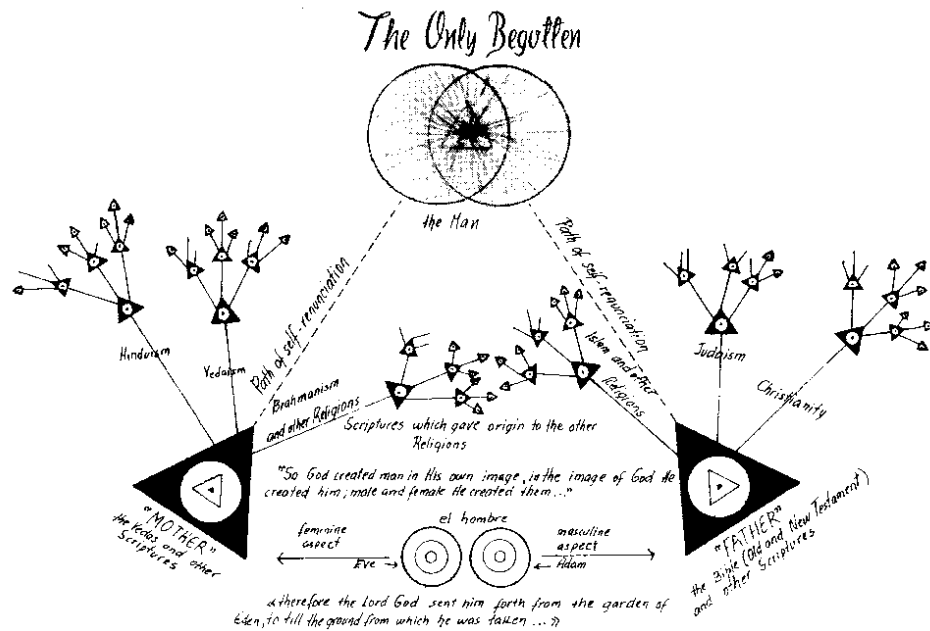 The Only Begotten
the Man
Path of self-renunciation
Path of self-renunciation
Hinduism
Vedaism
Brahmanism
and other Religions
Islam and other
Religions
Judaism
Christianity
Scriptures which gave origin to the other
Religions
"MOTHER"
the Vedas and other
Scriptures
"So God created man in His own image, in the image of God He
created him; male and female He created them..."
"FATHER"
the Bible (Old and New Testament)
and other Scriptures
el hombre
feminine
aspect
Eve
masculine
aspect
Adam
«therefore the Lord God sent him forth from the garden of
Eden, to till the ground from which he was taken ...»